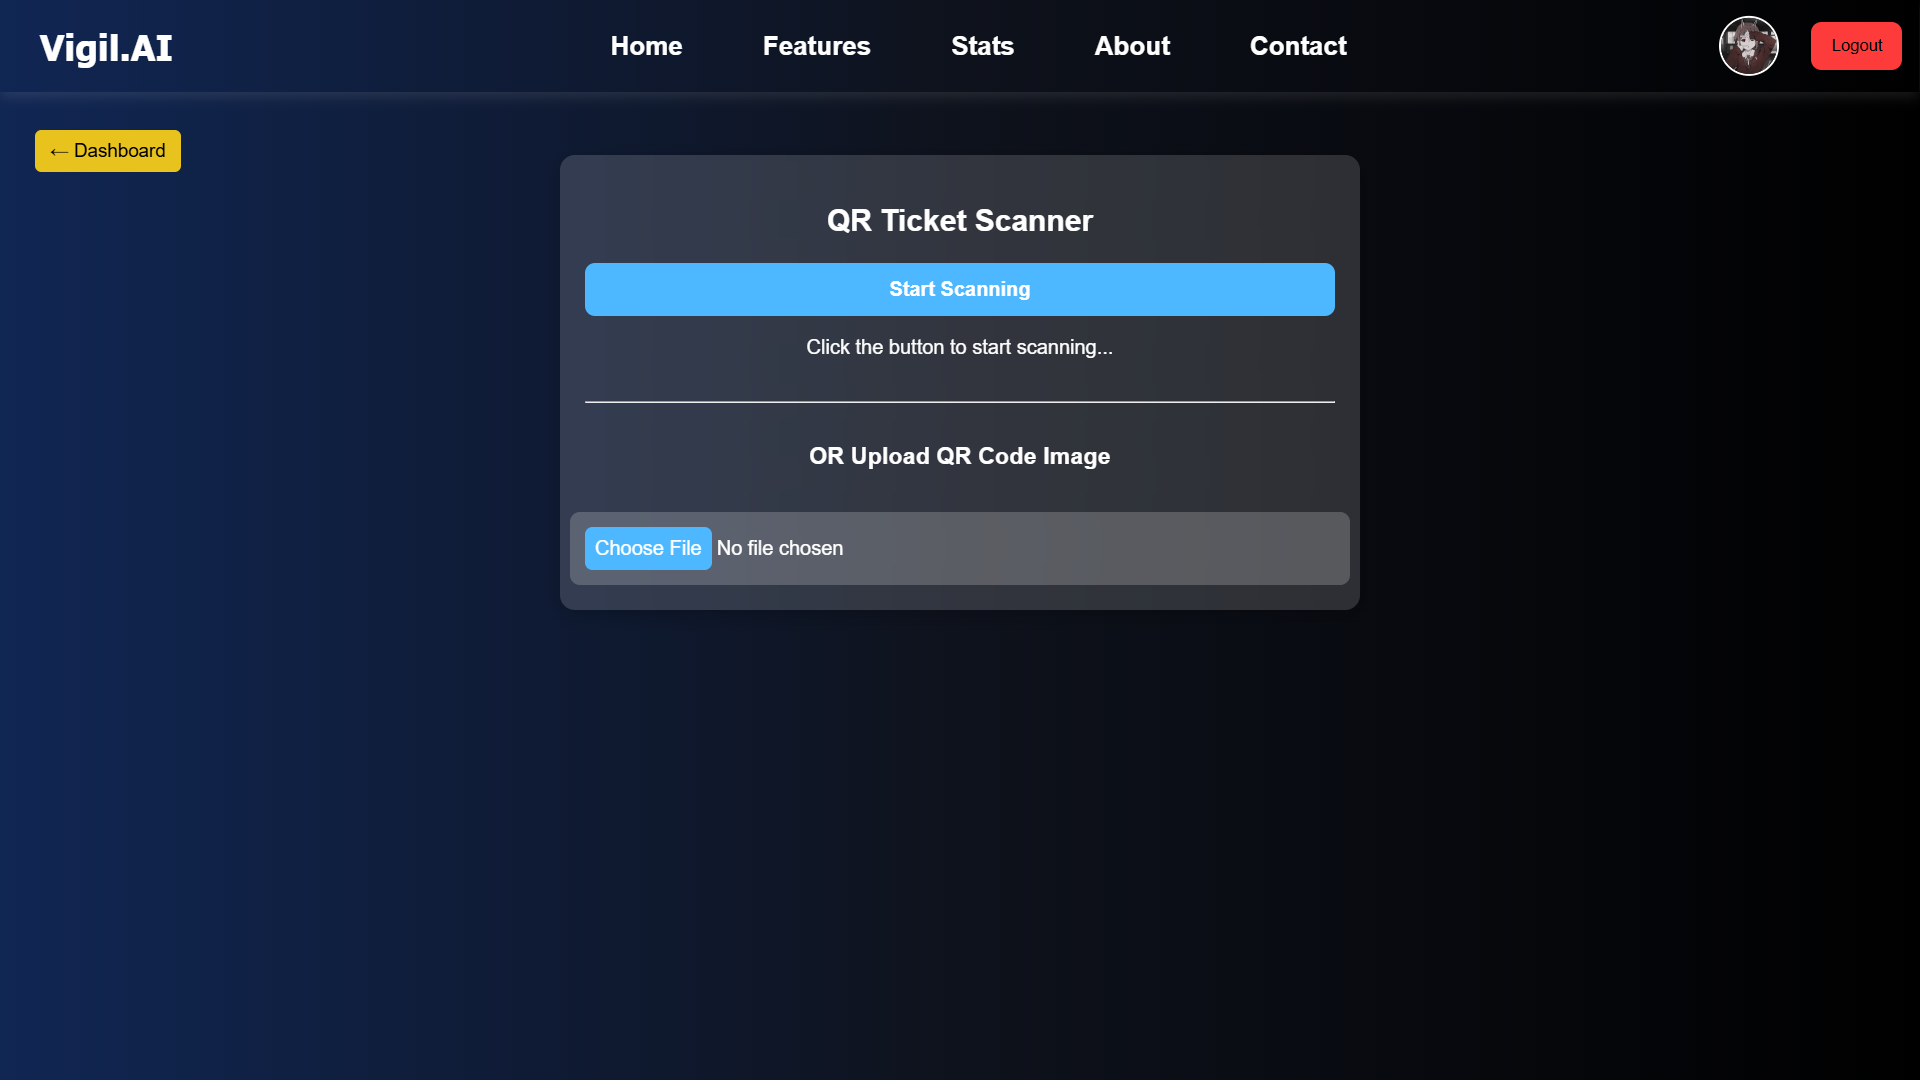 Vigil.AI
Home Features Stats About Contact
Logout
← Dashboard
QR Ticket Scanner
Start Scanning
Click the button to start scanning...
OR Upload QR Code Image
Choose File No file chosen